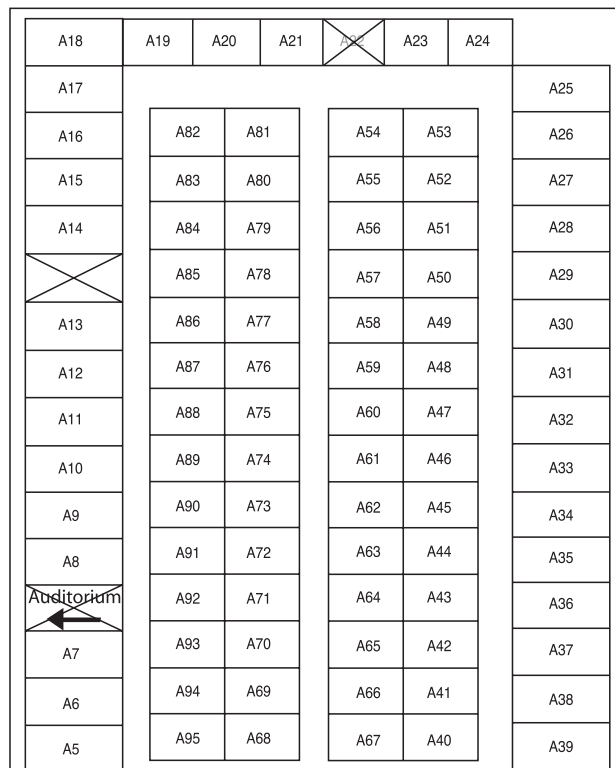 A18 A19 A20 A21 A22 A23 A24
A17 A25
A16 A82 A81 A54 A53 A26
A15 A83 A80 A55 A52 A27
A14 A84 A79 A56 A51 A28
A85 A78 A57 A50 A29
A13 A86 A77 A58 A49 A30
A12 A87 A76 A59 A48 A31
A11 A88 A75 A60 A47 A32
A10 A89 A74 A61 A46 A33
A9 A90 A73 A62 A45 A34
A8 A91 A72 A63 A44 A35
Auditorium A92 A71 A64 A43 A36
A7 A93 A70 A65 A42 A37
A6 A94 A69 A66 A41 A38
A5 A95 A68 A67 A40 A39